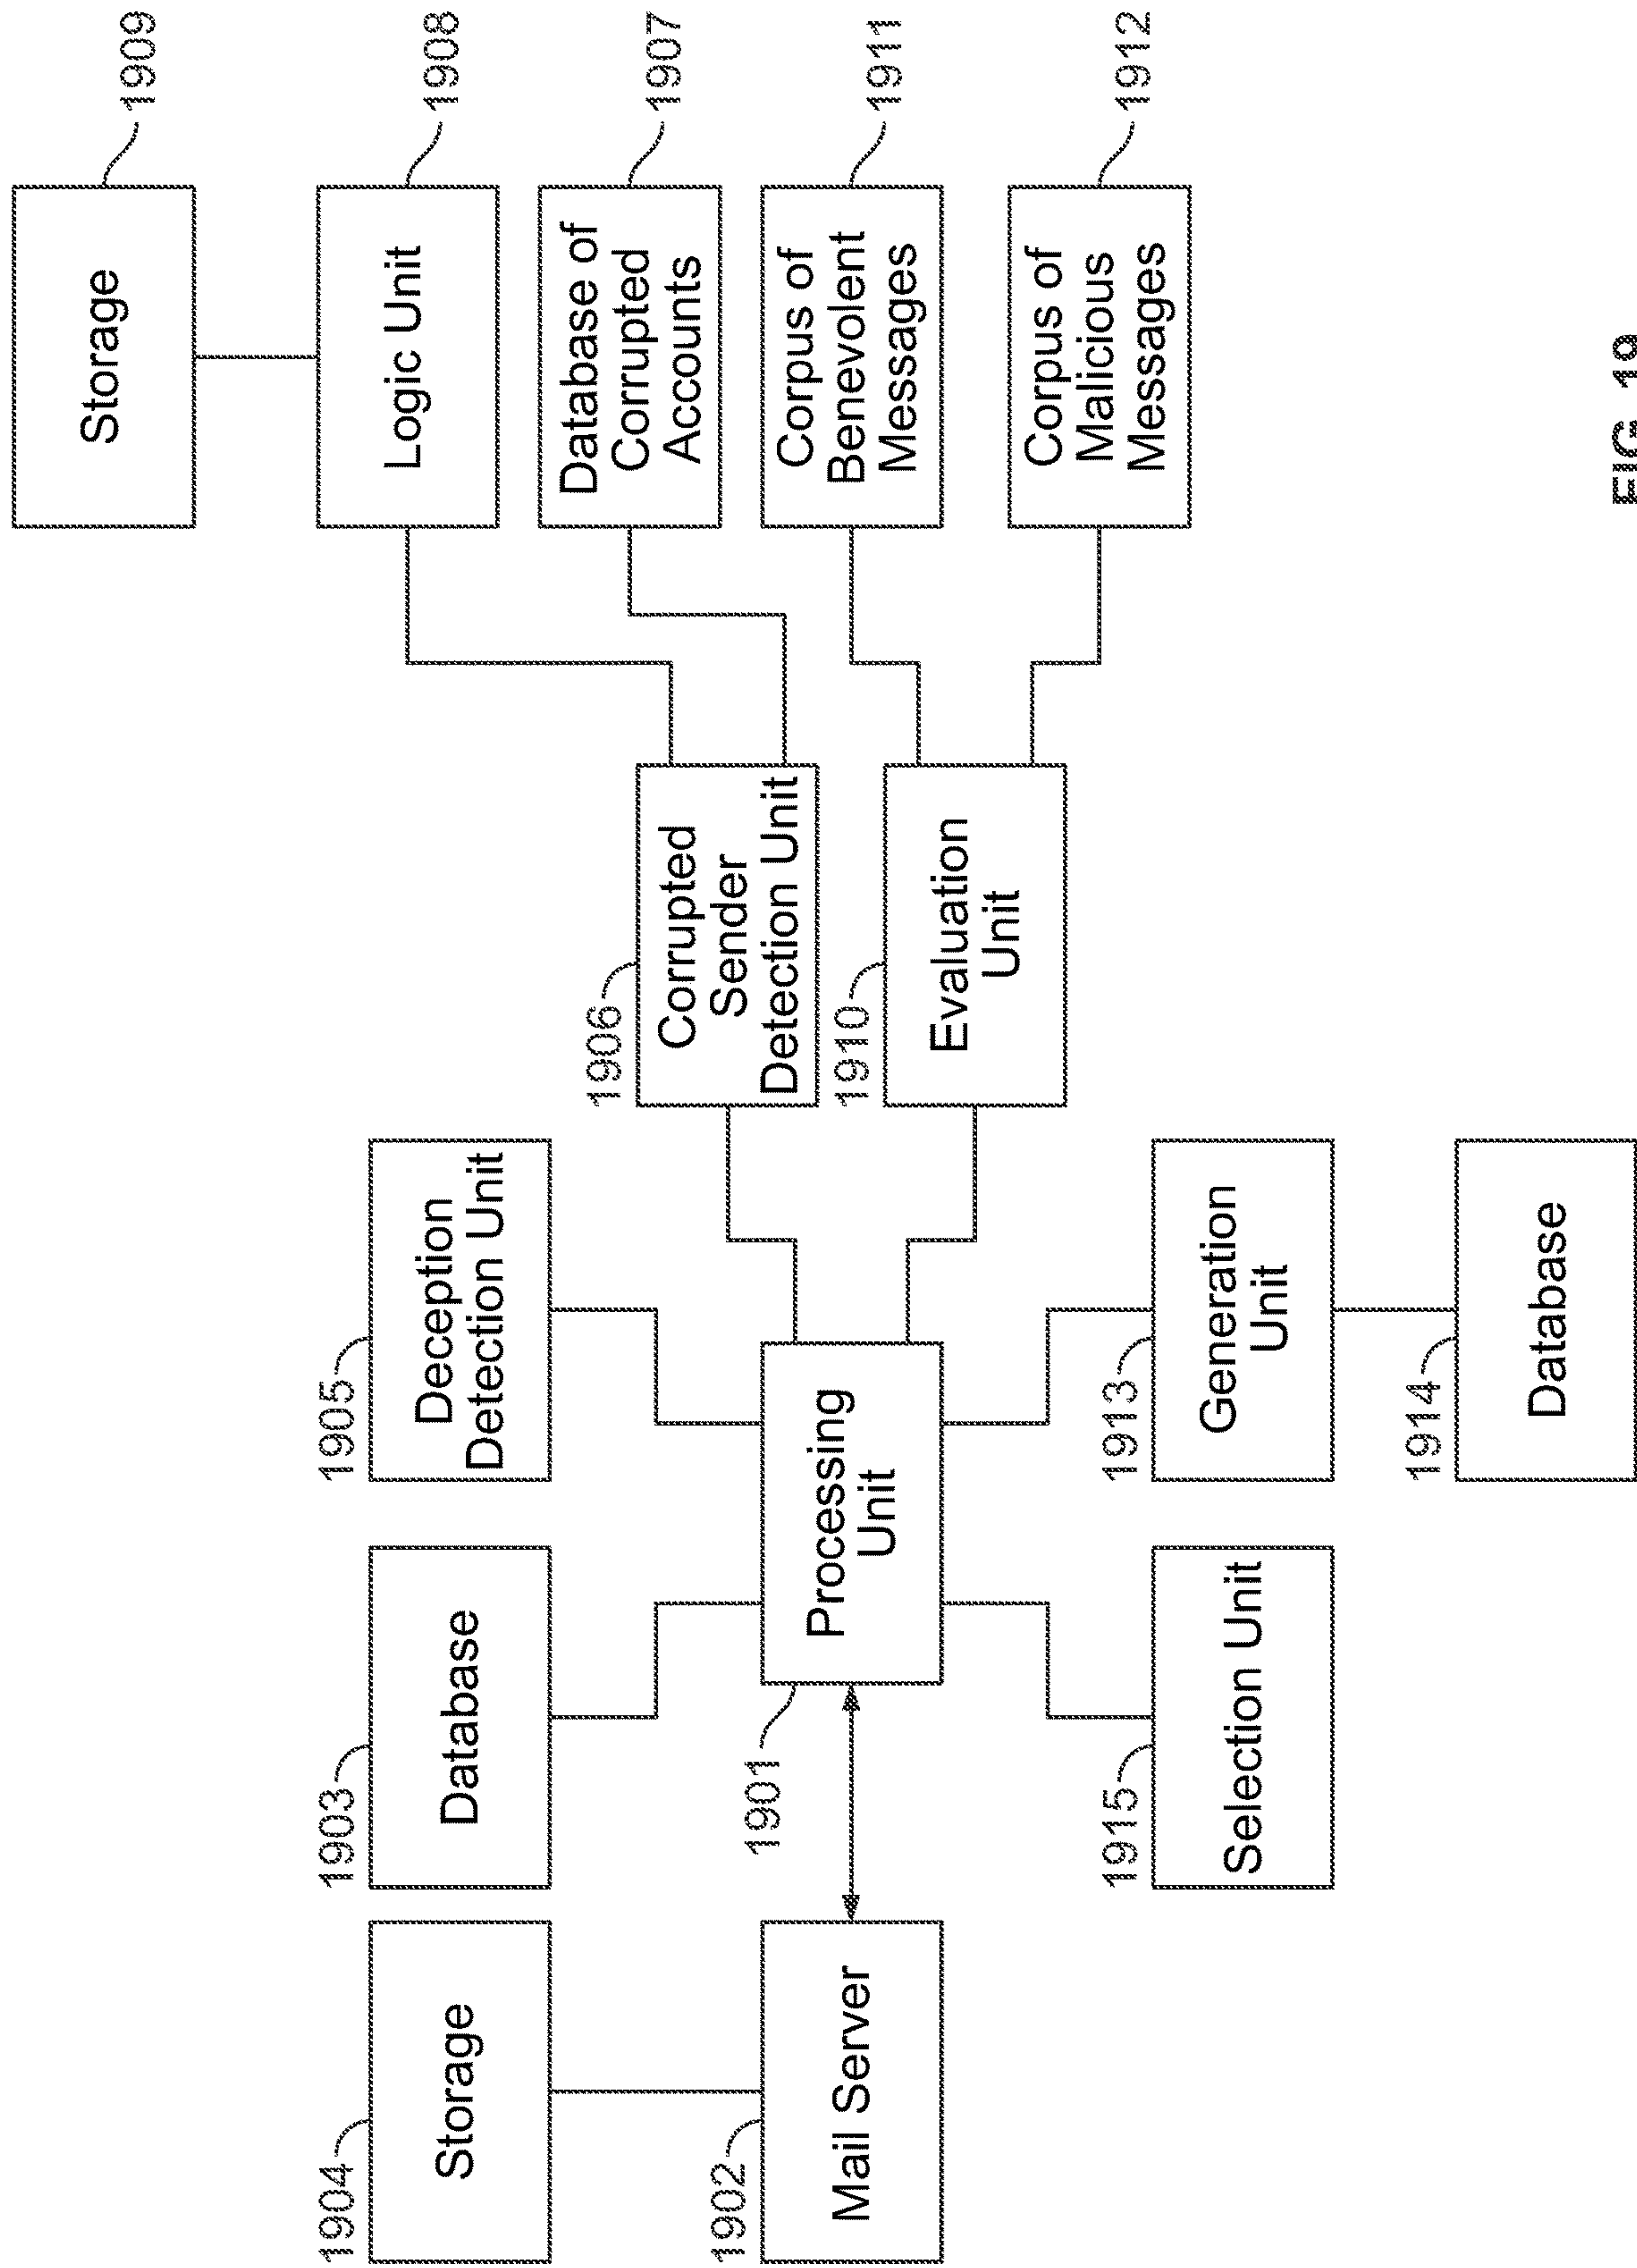 Storage
1909
1904
1903
1905
Storage
Database
Deception
Detection Unit
Logic Unit
1908
1906
Corrupted
Sender
Detection Unit
Database of
Corrupted
Accounts
1907
1902
Mail Server
1901
Processing
Unit
1910
Evaluation
Unit
Corpus of
Benevolent
Messages
1911
Corpus of
Malicious
Messages
1912
1915
Selection Unit
1913
Generation
Unit
1914
Database
FIG. 19